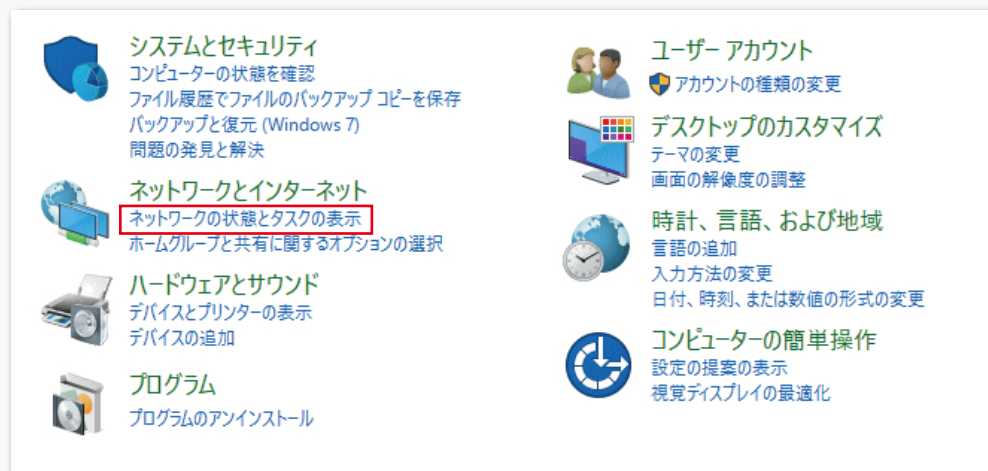 システムとセキュリティ
コンピューターの状態を確認
ファイル履歴でファイルのバックアップ コピーを保存
バックアップと復元 (Windows 7)
問題の発見と解決
ネットワークとインターネット
ネットワークの状態とタスクの表示
ホームグループと共有に関するオプションの選択
ハードウェアとサウンド
デバイスとプリンターの表示
デバイスの追加
プログラム
プログラムのアンインストール
ユーザー アカウント
アカウントの種類の変更
デスクトップのカスタマイズ
テーマの変更
画面の解像度の調整
時計、言語、および地域
言語の追加
入力方法の変更
日付、時刻、または数値の形式の変更
コンピューターの簡単操作
設定の提案の表示
視覚ディスプレイの最適化